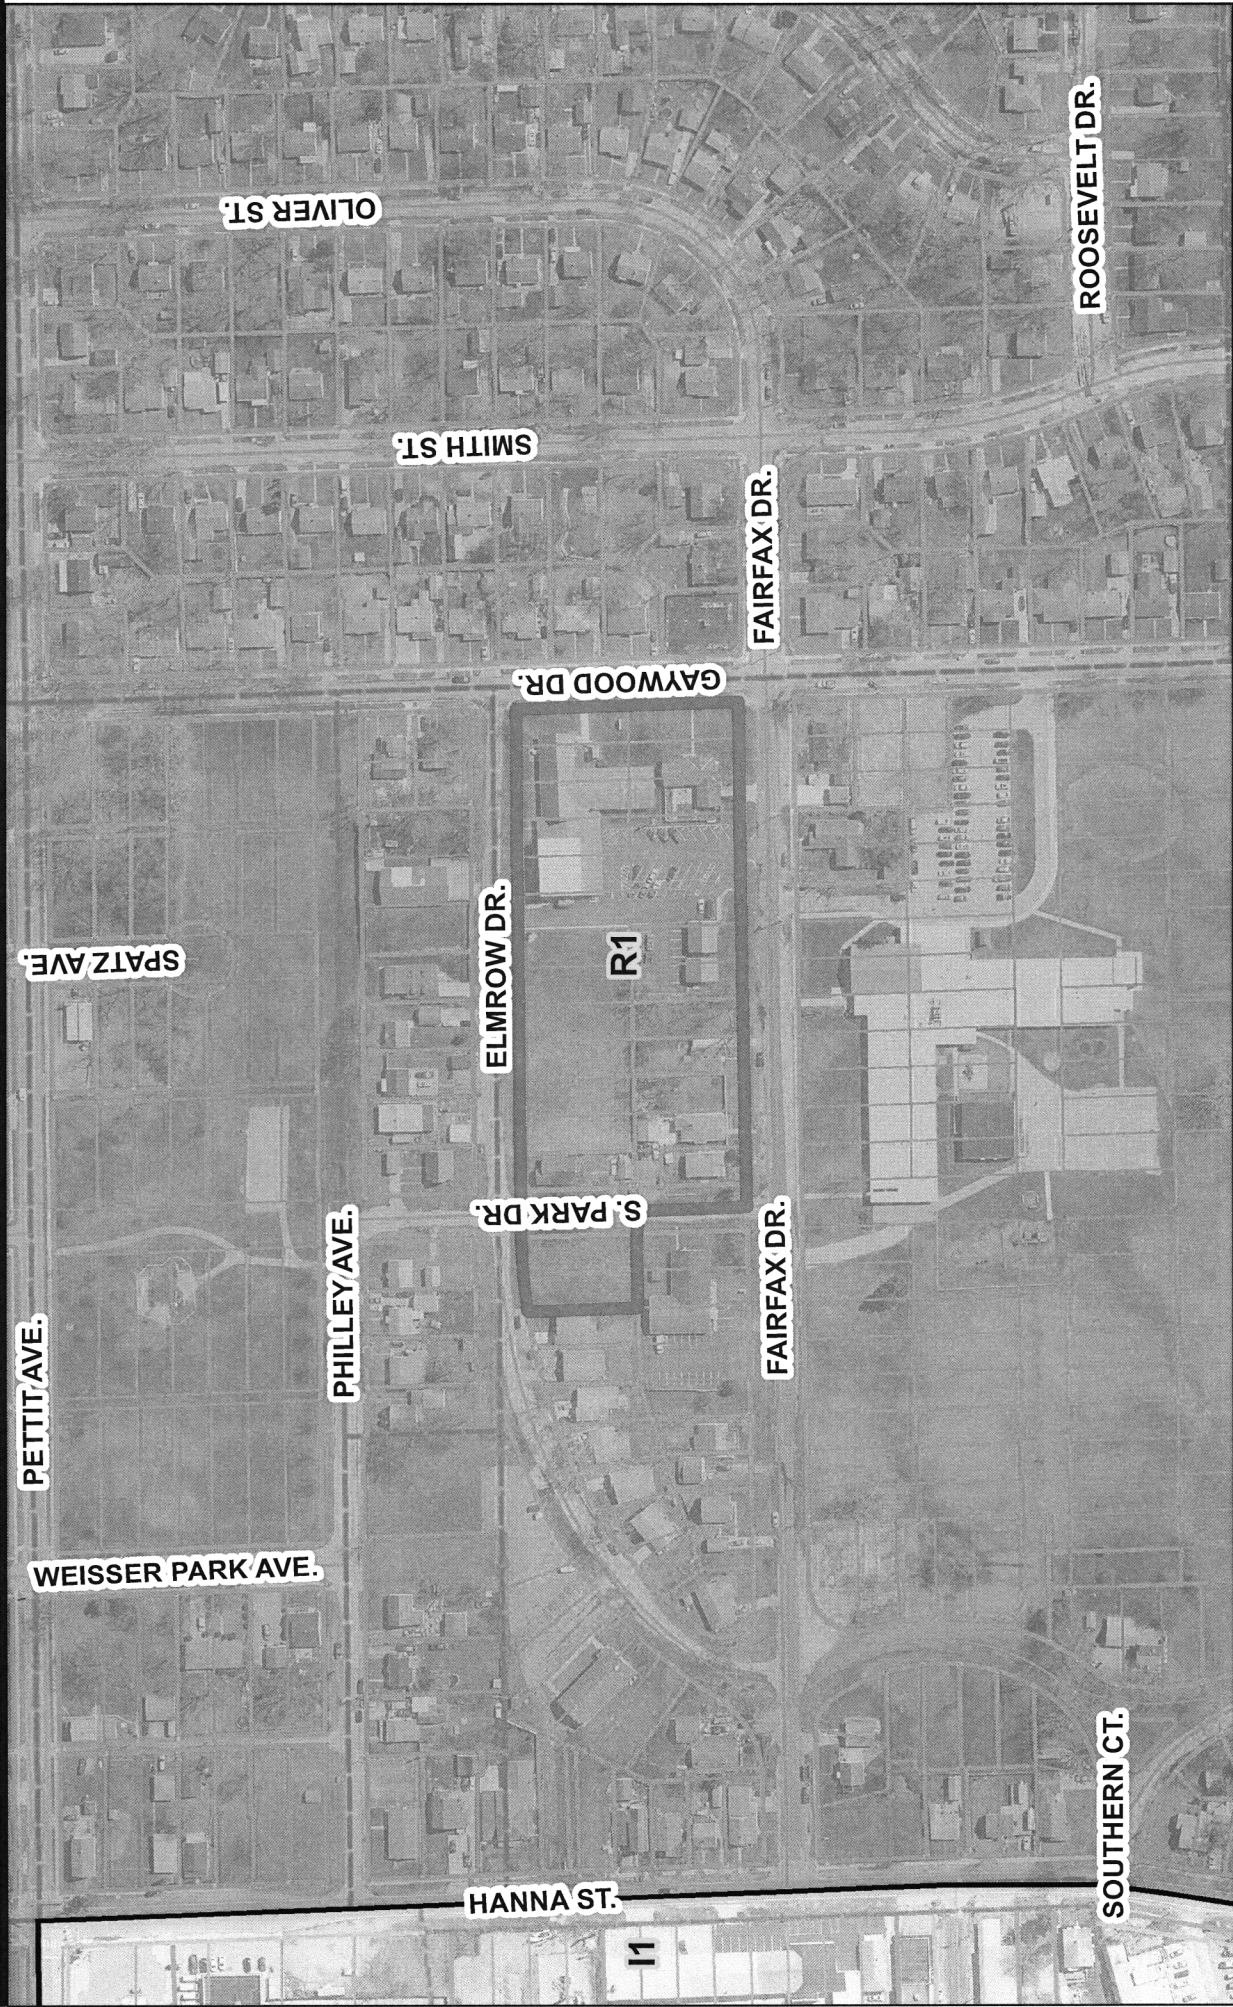 OLIVER ST.
ROOSEVELT DR.
SMITH ST.
FAIRFAX DR.
GAYWOOD DR.
ELMROW DR.
SPATZ AVE.
R1
S. PARK DR.
PHILLEY AVE.
FAIRFAX DR.
PETTIT AVE.
WEISSER PARK AVE.
SOUTHERN CT.
HANNA ST.
I1